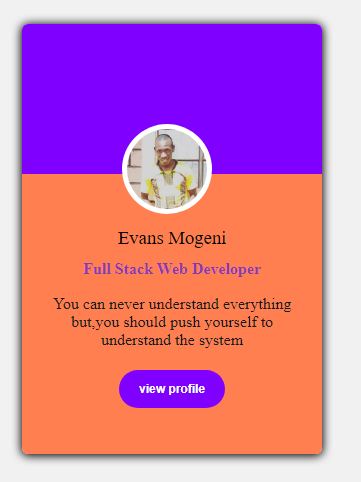 Evans Mogeni
Full Stack Web Developer
You can never understand everything
but,you should push yourself to
understand the system
view profile